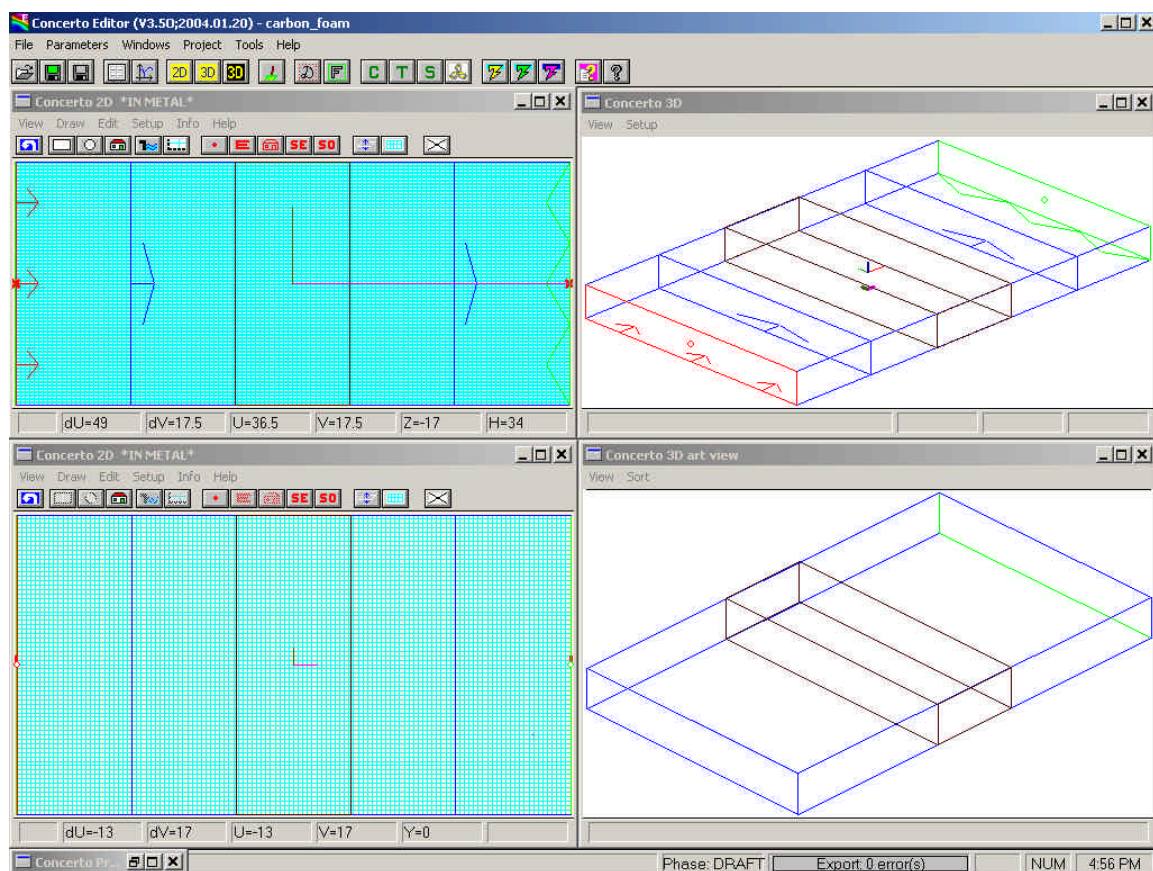 Concerto Editor (V3.50;2004.01.20) - carbon_foam
File Parameters Windows Project Tools Help
2D 3D 3D D F C T S ? ?
Concerto 2D *IN METAL*
View Draw Edit Setup Info Help
SE SO
dU=49 dV=17.5 U=36.5 V=17.5 Z=-17 H=34
Concerto 3D
View Setup
Concerto 2D *IN METAL*
View Draw Edit Setup Info Help
SE SO
dU=-13 dV=17 U=-13 V=17 Y=0
Concerto 3D art view
View Sort
Concerto Pr...
Phase: DRAFT Export: 0 error(s) NUM 4:56 PM